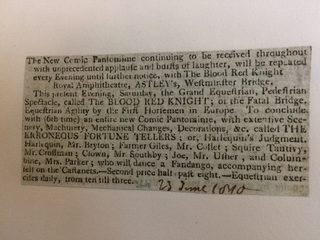 The New Comic Pantomime continuing to be received throughout
with unprecedented applause and bursts of laughter, will be repeated
every Evening until further notice, with The Blood Red Knight
Royal Amphitheatre, ASTLEY's, Westminster Bridge.
This present Evening, Saturday, the Grand Equestrian, Pedestrian
Spectacle, called The BLOOD RED KNIGHT; or the Fatal Bridge.
Equestrian Agility by the First Horsemen in Europe. To conclude,
with (6th time) an entire new Comic Pantomime, with extensive Sce-
nery, Machinery, Mechanical Changes, Decorations, &c. called THE
ERRONEOUS FORTUNE TELLERS; or, Harlequin's Judgment.
Harlequin, Mr. Bryton; Farmer Giles, Mr. Collet; Squire Tantivy,
Mr. Crossman; Clown, Mr. Southby; Joe, Mr. Usher, and Colum-
bine, Mrs. Parker; who will dance a Fandango, accompanying her-
self on the Castanets.—Second price half past eight.—Equestrian exer-
cises daily, from ten till three.
23 June 1810